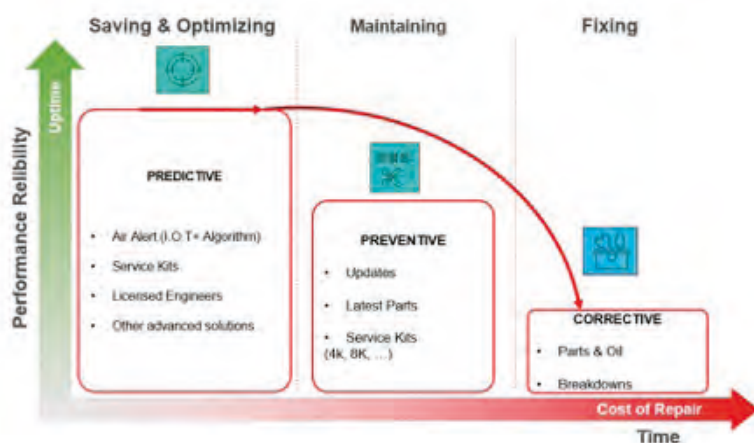 Saving & Optimizing
Maintaining
Fixing
Performance Relibility
Uptime
PREDICTIVE
• Air Alert (I.O.T+ Algorithm)
• Service Kits
• Licensed Engineers
• Other advanced solutions
PREVENTIVE
• Updates
• Latest Parts
• Service Kits
(4k, 8K, …)
CORRECTIVE
• Parts & Oil
• Breakdowns
Cost of Repair
Time